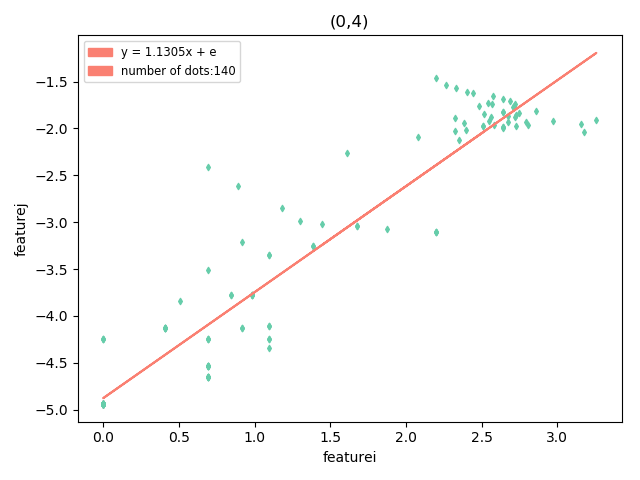 (0,4)
y = 1.1305x + e
number of dots:140
−1.5
−2.0
−2.5
−3.0
−3.5
−4.0
−4.5
−5.0
featurej
0.0 0.5 1.0 1.5 2.0 2.5 3.0
featurei